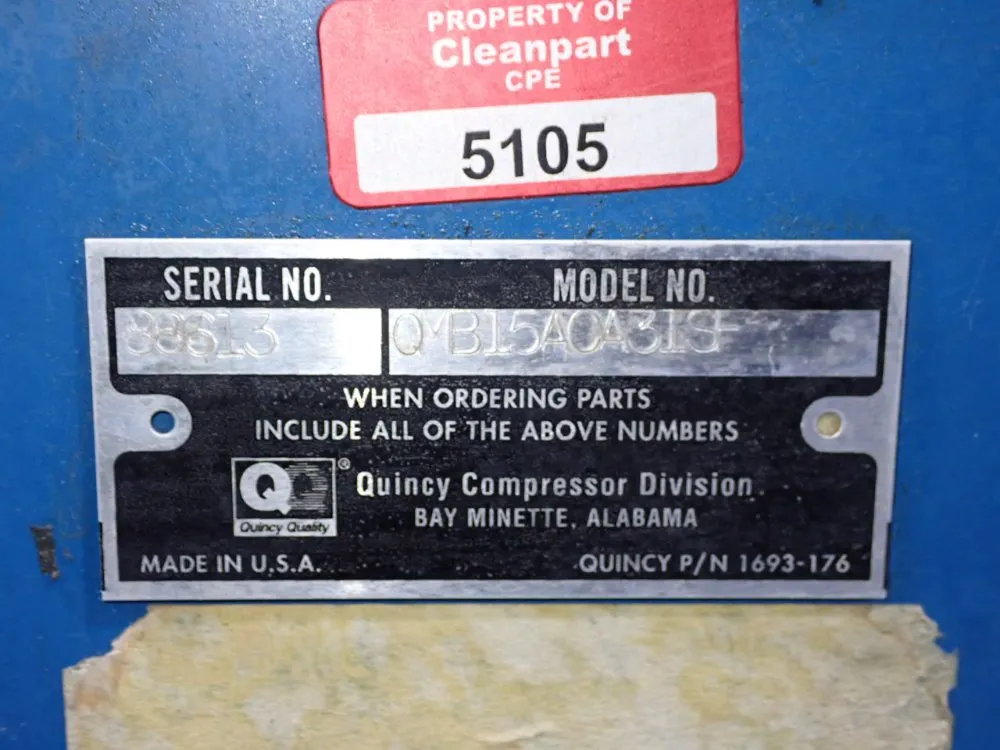 PROPERTY OF
Cleanpart
CPE
5105
SERIAL NO. MODEL NO.
QMB15ACA31S
WHEN ORDERING PARTS
INCLUDE ALL OF THE ABOVE NUMBERS
QQ®
Quincy Quality
Quincy Compressor Division
BAY MINETTE, ALABAMA
MADE IN U.S.A. QUINCY P/N 1693-176